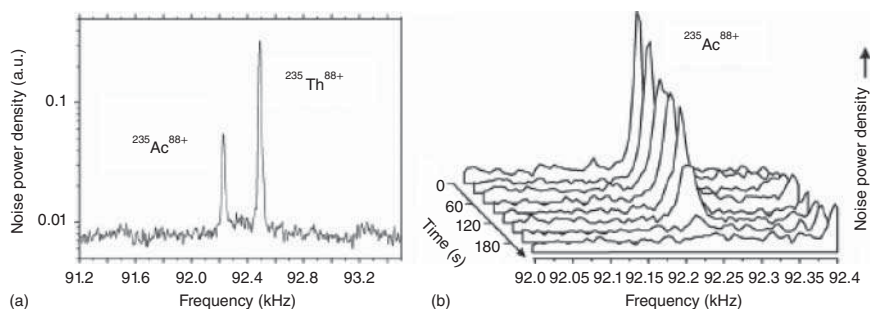 Noise power density (a.u.)
0.1
0.01
²³⁵Ac⁸⁸⁺
²³⁵Th⁸⁸⁺
91.2 91.6 92.0 92.4 92.8 93.2
Frequency (kHz)
(a)
²³⁵Ac⁸⁸⁺
Noise power density
0
60
120
180
Time (s)
92.0 92.05 92.1 92.15 92.2 92.25 92.3 92.35 92.4
Frequency (kHz)
(b)